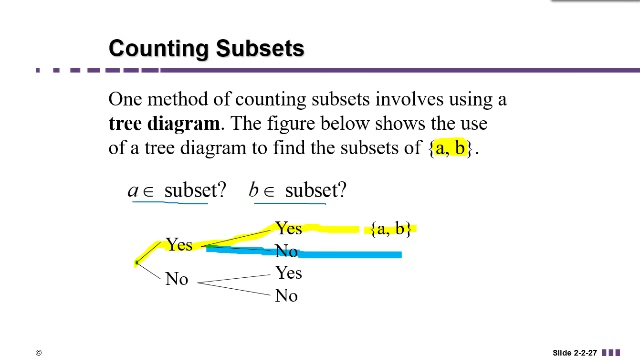 Counting Subsets
One method of counting subsets involves using a
tree diagram. The figure below shows the use
of a tree diagram to find the subsets of {a, b}.
a ∈ subset? b ∈ subset?
Yes {a, b}
Yes
No
No
Yes
No
© Slide 2-2-27